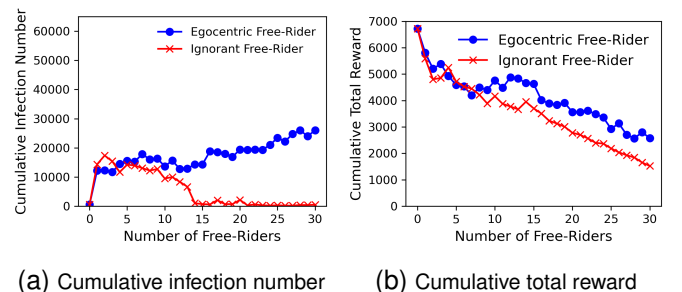 Cumulative Infection Number
60000
50000
40000
30000
20000
10000
0
Egocentric Free-Rider
Ignorant Free-Rider
0 5 10 15 20 25 30
Number of Free-Riders
(a) Cumulative infection number
Cumulative Total
Reward
7000
6000
5000
4000
3000
2000
1000
0
Egocentric Free-Rider
Ignorant Free-Rider
0 5 10 15 20 25 30
Number of Free-Riders
(b) Cumulative total reward